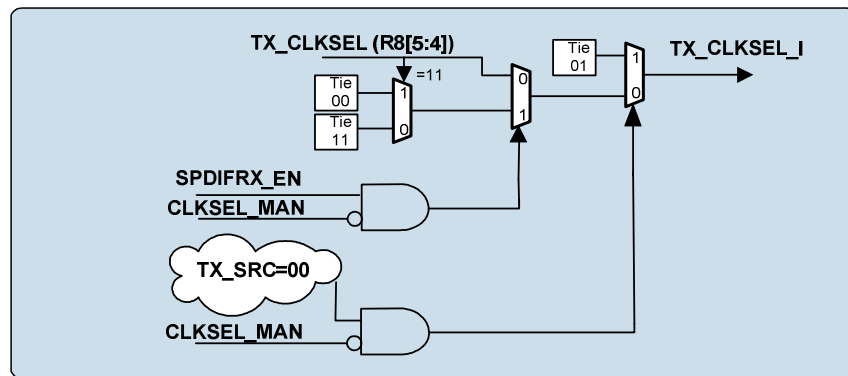 TX_CLKSEL (R8[5:4])
TX_CLKSEL_I
Tie
01
1
0
=11
0
1
Tie
00
1
Tie
11
0
SPDIFRX_EN
CLKSEL_MAN
TX_SRC=00
CLKSEL_MAN